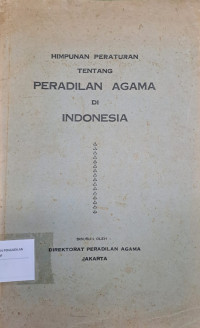 HIMPUNAN PERATURAN
TENTANG
PERADILAN AGAMA
DI
INDONESIA
DIREKTORAT PERADILAN AGAMA
JAKARTA